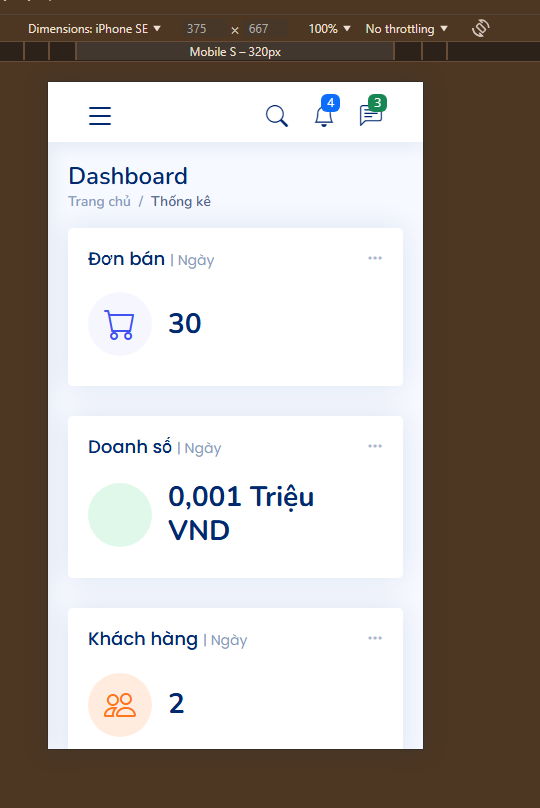 Dimensions: iPhone SE ▼ 375 × 667 100% ▼ No throttling ▼
Mobile S – 320px
4 3
Dashboard
Trang chủ / Thống kê
Đơn bán | Ngày
30
Doanh số | Ngày
0,001 Triệu
VND
Khách hàng | Ngày
2